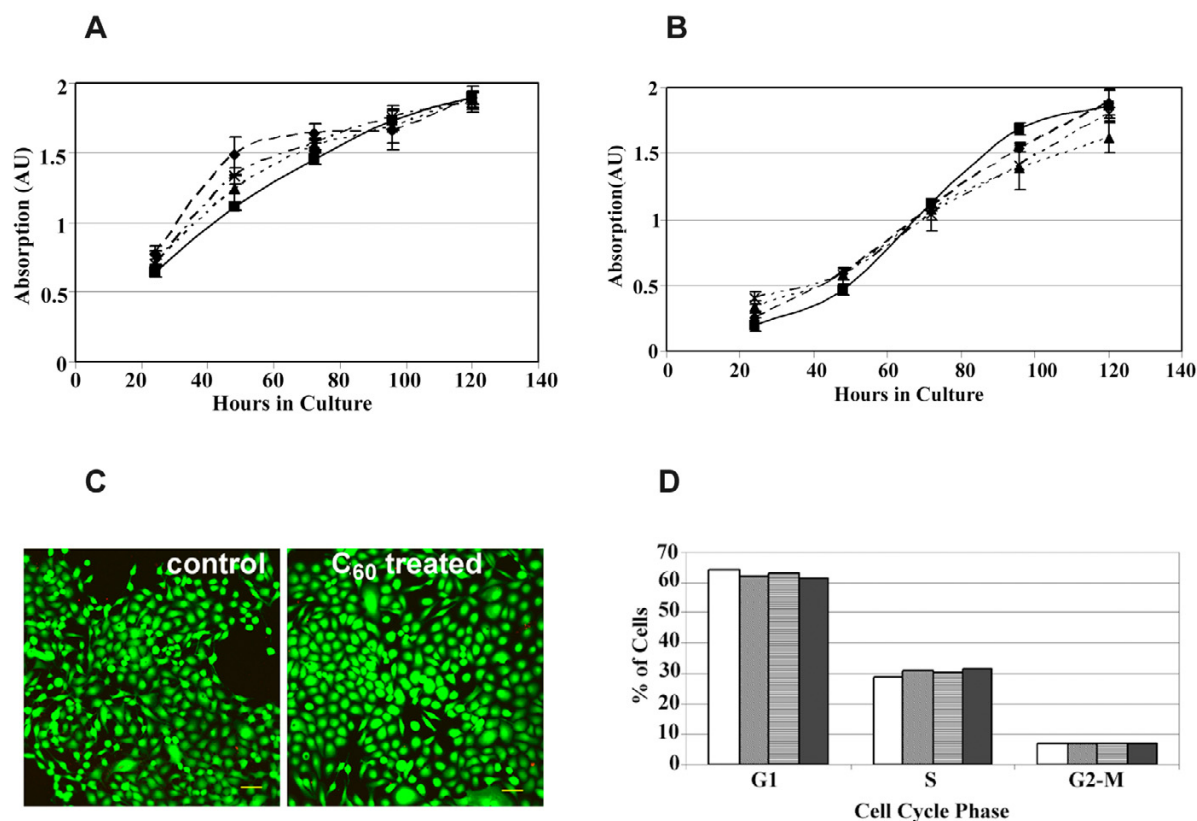 A
B
2
1.5
1
0.5
0
Absorption (AU)
0 20 40 60 80 100 120 140
Hours in Culture
2
1.5
1
0.5
0
Absorption(AU)
0 20 40 60 80 100 120 140
Hours in Culture
C
D
control
C₆₀ treated
70
60
50
40
30
20
10
0
% of Cells
G1 S G2-M
Cell Cycle Phase